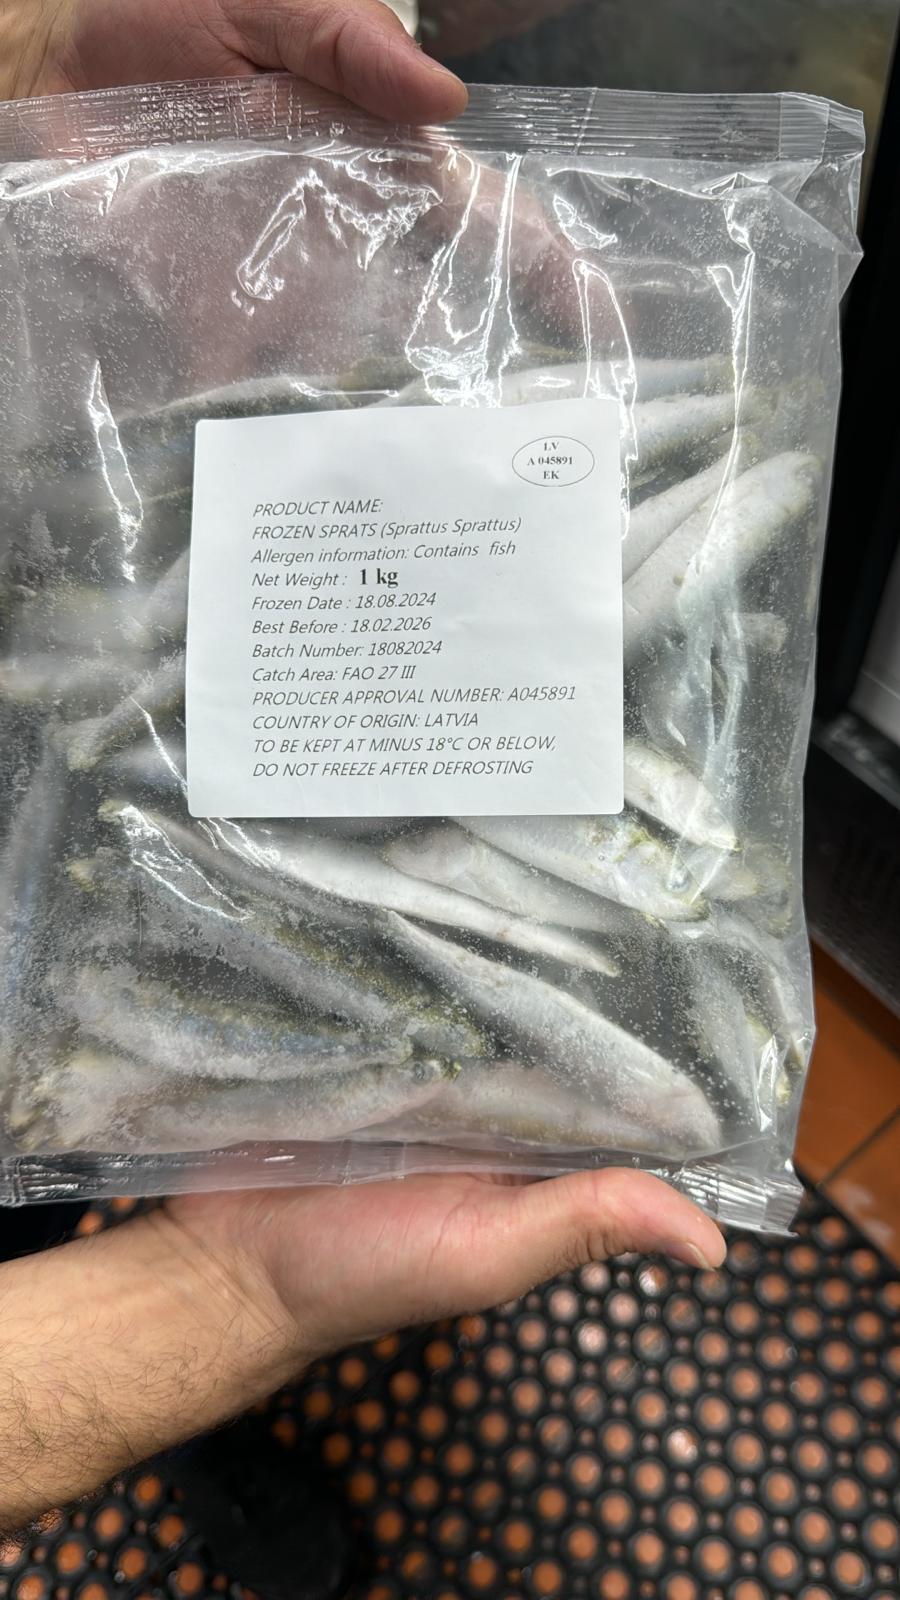 LV
A 045891
EK
PRODUCT NAME:
FROZEN SPRATS (Sprattus Sprattus)
Allergen information: Contains fish
Net Weight : 1 kg
Frozen Date : 18.08.2024
Best Before : 18.02.2026
Batch Number: 18082024
Catch Area: FAO 27 III
PRODUCER APPROVAL NUMBER: A045891
COUNTRY OF ORIGIN: LATVIA
TO BE KEPT AT MINUS 18°C OR BELOW,
DO NOT FREEZE AFTER DEFROSTING